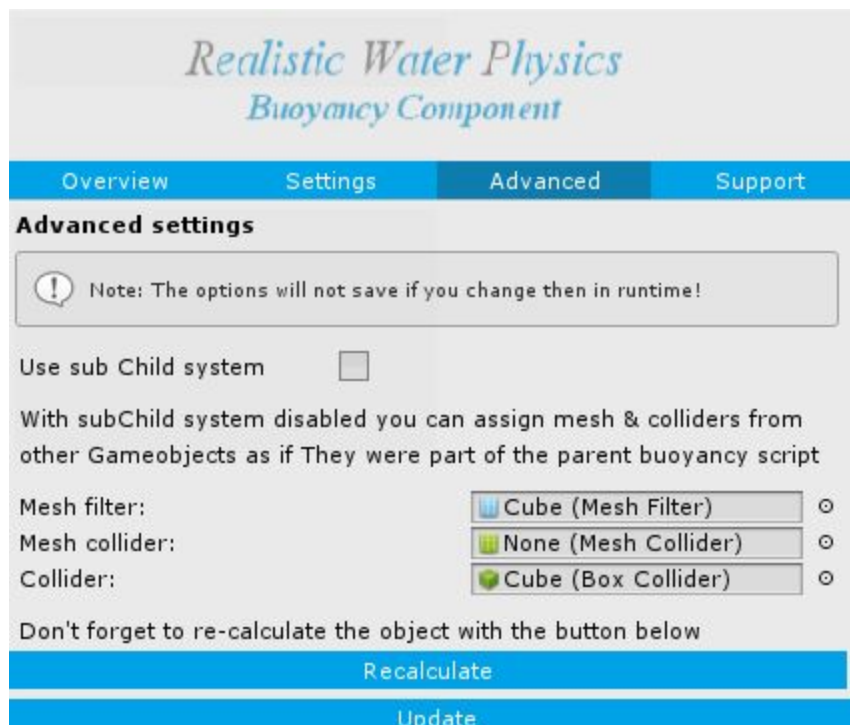 Realistic Water Physics
Buoyancy Component
Overview Settings Advanced Support
Advanced settings
Note: The options will not save if you change then in runtime!
Use sub Child system
With subChild system disabled you can assign mesh & colliders from
other Gameobjects as if They were part of the parent buoyancy script
Mesh filter: Cube (Mesh Filter)
Mesh collider: None (Mesh Collider)
Collider: Cube (Box Collider)
Don't forget to re-calculate the object with the button below
Recalculate
Update